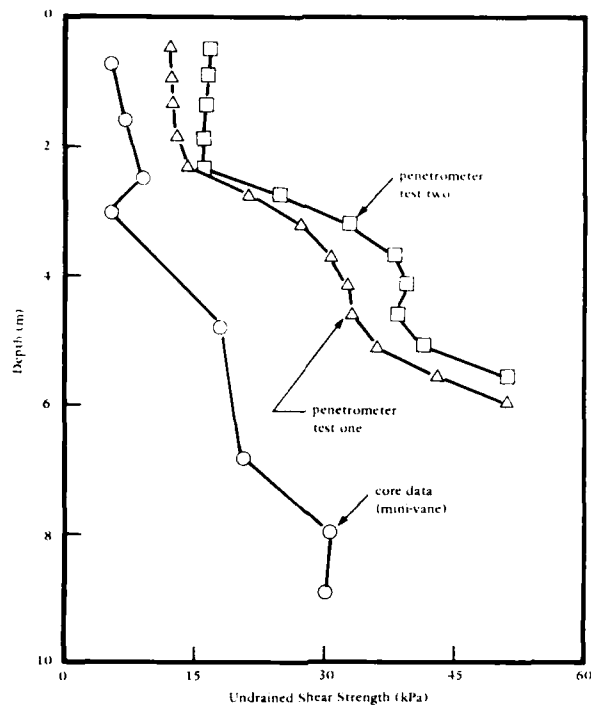 0
2
penetrometer
test two
4
Depth (m)
6
penetrometer
test one
core data
(mini-vane)
8
10
0
15
30
45
60
Undrained Shear Strength (kPa)